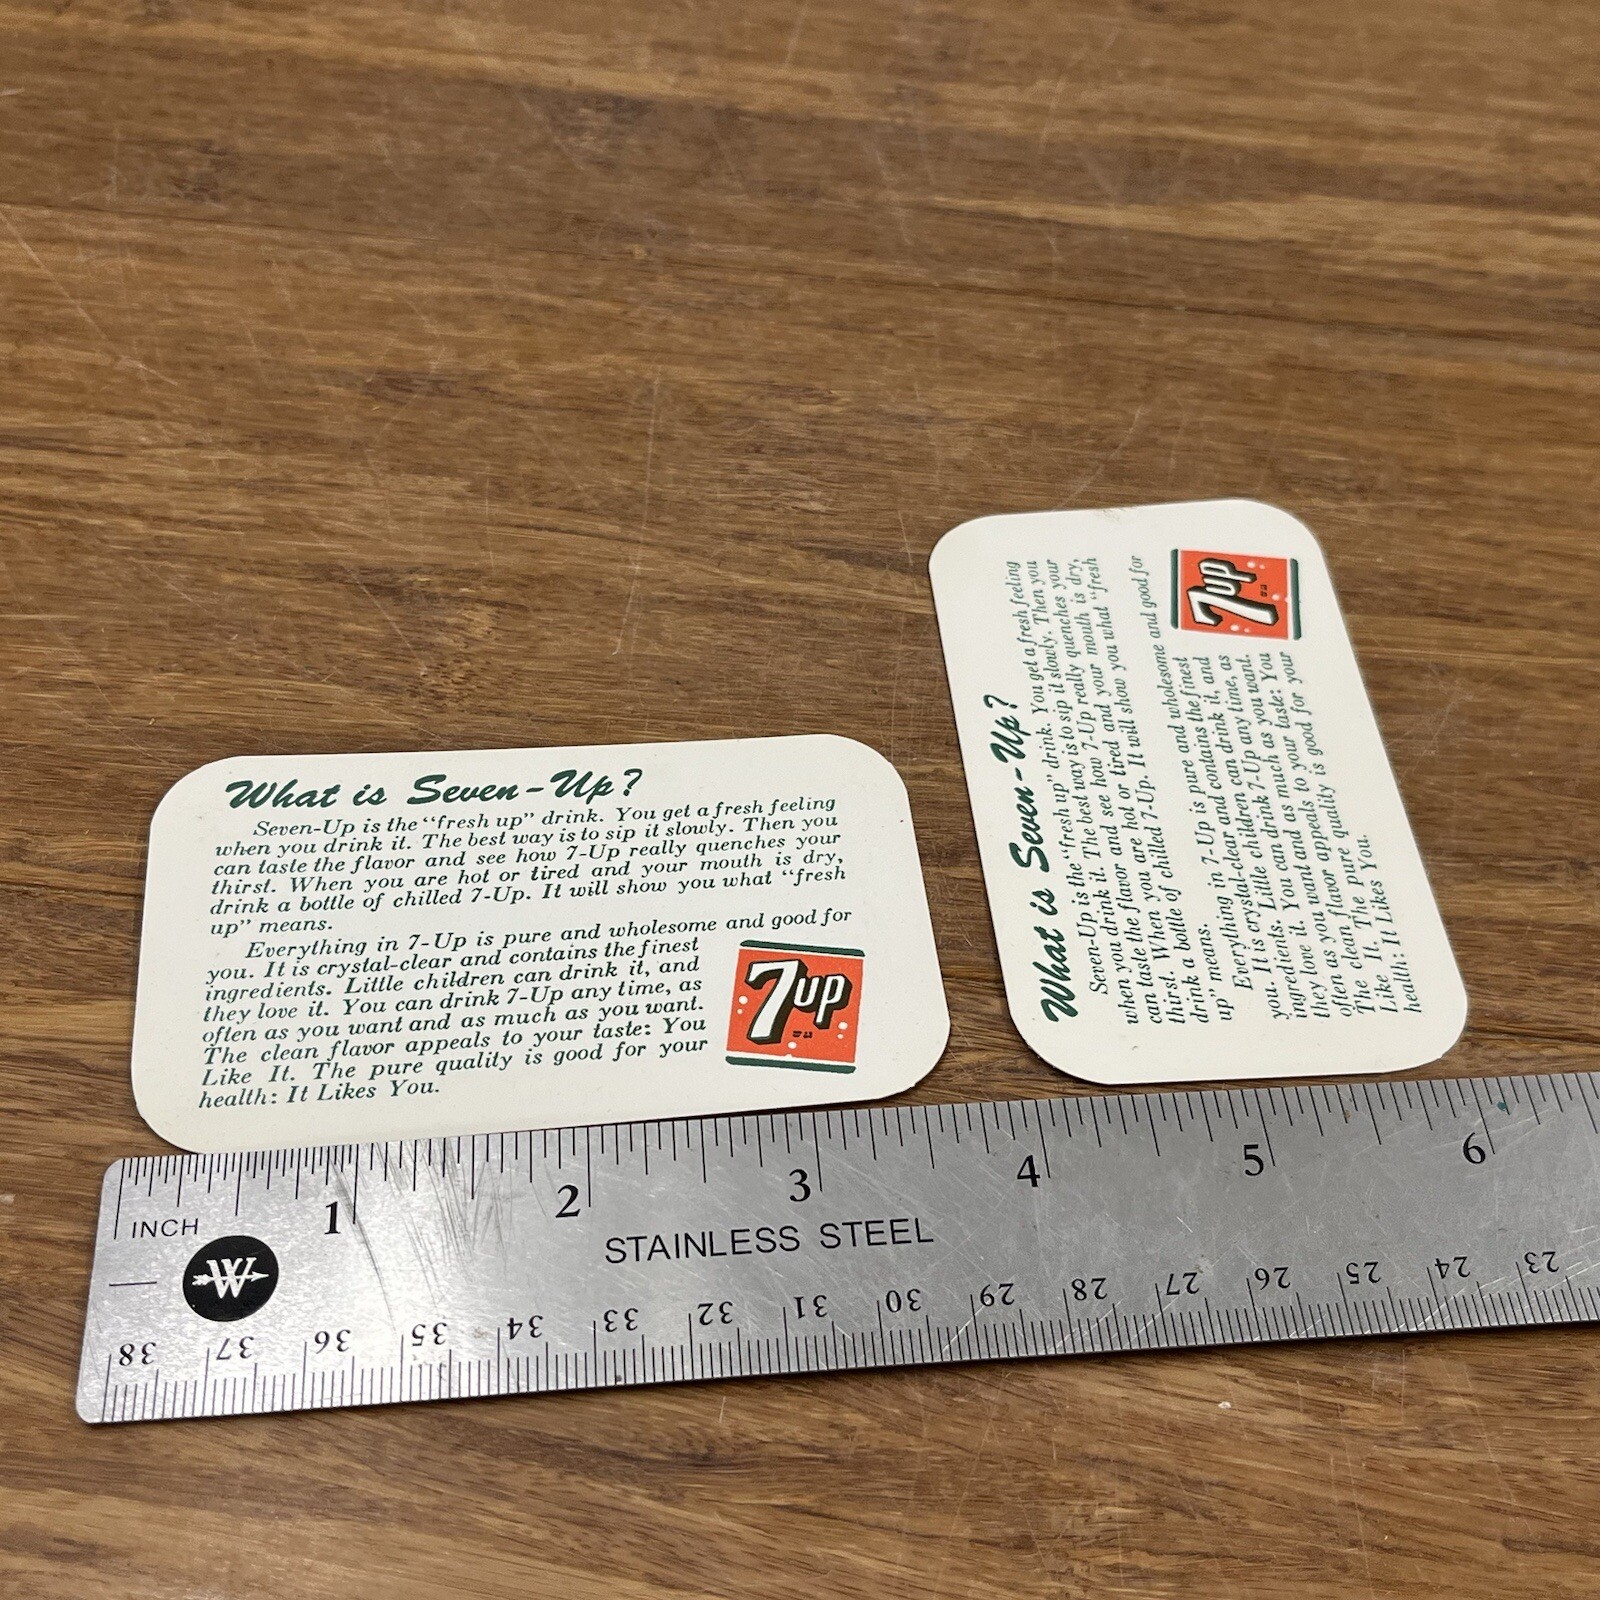 What is Seven-Up?
Seven-Up is the "fresh up" drink. You get a fresh feeling
when you drink it. The best way is to sip it slowly. Then you
can taste the flavor and see how 7-Up really quenches your
thirst. When you are hot or tired and your mouth is dry,
drink a bottle of chilled 7-Up. It will show you what "fresh
up" means.
Everything in 7-Up is pure and wholesome and good for
you. It is crystal-clear and contains the finest
ingredients. Little children can drink it, and
they love it. You can drink 7-Up any time, as
often as you want and as much as you want.
The clean flavor appeals to your taste: You
Like It. The pure quality is good for your
health: It Likes You.
7up
What is Seven-Up?
Seven-Up is the "fresh up" drink. You get a fresh feeling
when you drink it. The best way is to sip it slowly. Then you
can taste the flavor and see how 7-Up really quenches your
thirst. When you are hot or tired and your mouth is dry,
drink a bottle of chilled 7-Up. It will show you what "fresh
up" means.
Everything in 7-Up is pure and wholesome and good for
you. It is crystal-clear and contains the finest
ingredients. Little children can drink it, and
they love it. You can drink 7-Up any time, as
often as you want and as much as you want.
The clean flavor appeals to your taste: You
Like It. The pure quality is good for your
health: It Likes You.
7up
1 2 3 4 5 6
INCH
STAINLESS STEEL
W
38 37 36 35 34 33 32 31 30 29 28 27 26 25 24 23